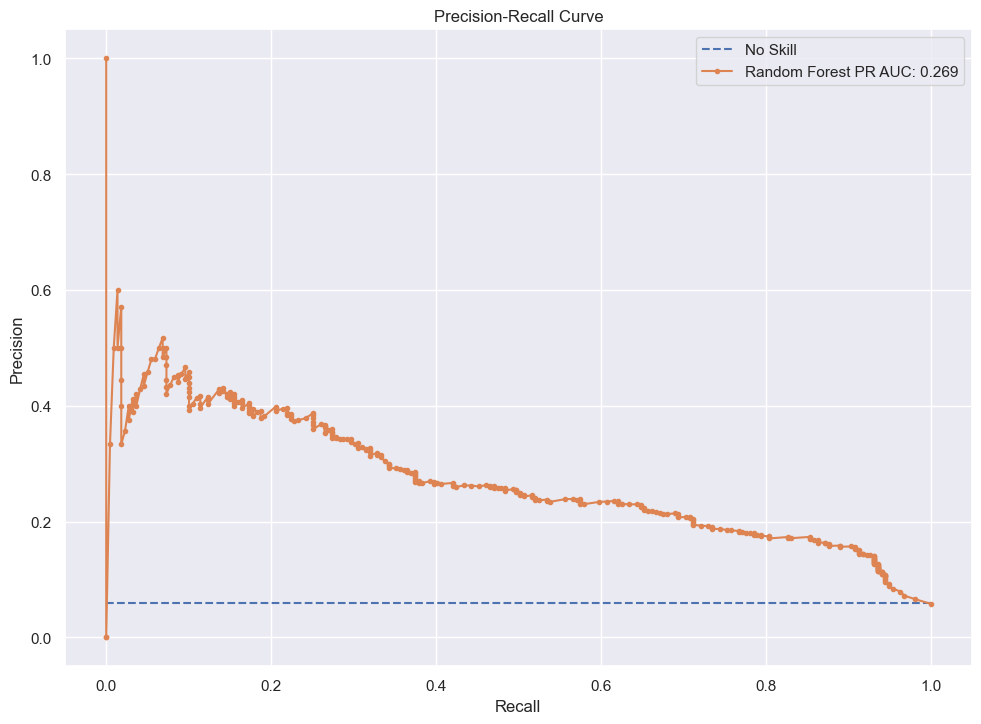 Precision-Recall Curve
No Skill
Random Forest PR AUC: 0.269
Precision
1.0
0.8
0.6
0.4
0.2
0.0
0.0 0.2 0.4 0.6 0.8 1.0
Recall